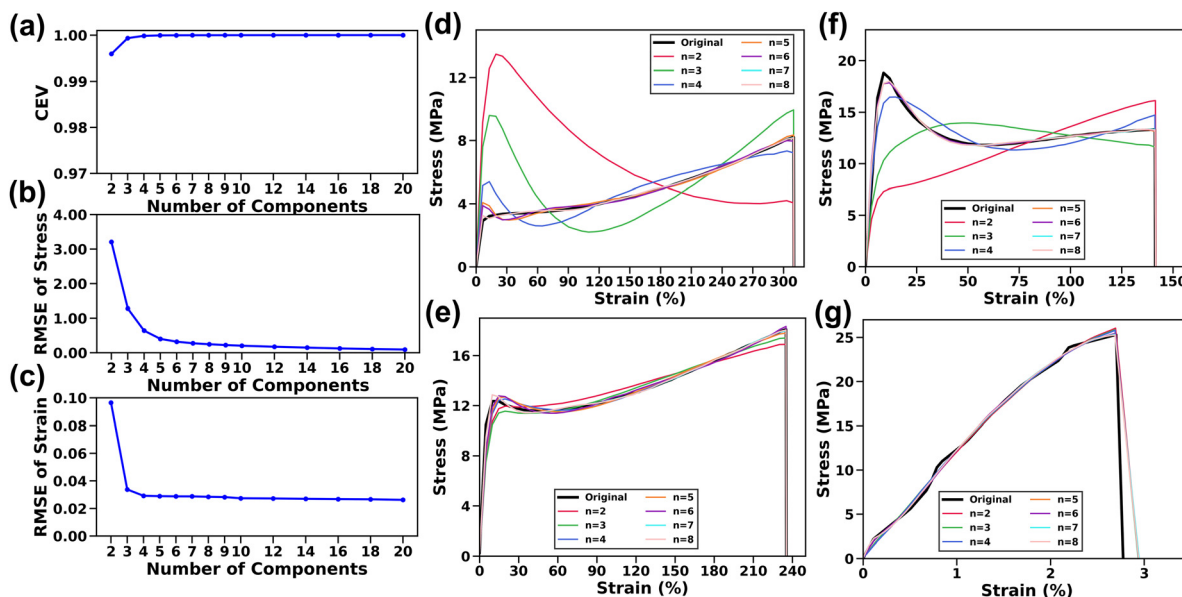 (a)
CEV
1.00
0.99
0.98
0.97
2 3 4 5 6 7 8 9 10 12 14 16 18 20
Number of Components
(b)
RMSE of Stress
4.00
3.00
2.00
1.00
0.00
2 3 4 5 6 7 8 9 10 12 14 16 18 20
Number of Components
(c)
RMSE of Strain
0.10
0.08
0.06
0.04
0.02
0.00
2 3 4 5 6 7 8 9 10 12 14 16 18 20
Number of Components
(d)
Stress (MPa)
12
8
4
0
Original
n=2
n=3
n=4
n=5
n=6
n=7
n=8
0 30 60 90 120 150 180 210 240 270 300
Strain (%)
(e)
Stress (MPa)
16
12
8
4
0
Original
n=2
n=3
n=4
n=5
n=6
n=7
n=8
0 30 60 90 120 150 180 210 240
Strain (%)
(f)
Stress (MPa)
20
15
10
5
0
Original
n=2
n=3
n=4
n=5
n=6
n=7
n=8
0 25 50 75 100 125 150
Strain (%)
(g)
Stress (MPa)
25
20
15
10
5
0
Original
n=2
n=3
n=4
n=5
n=6
n=7
n=8
0 1 2 3
Strain (%)